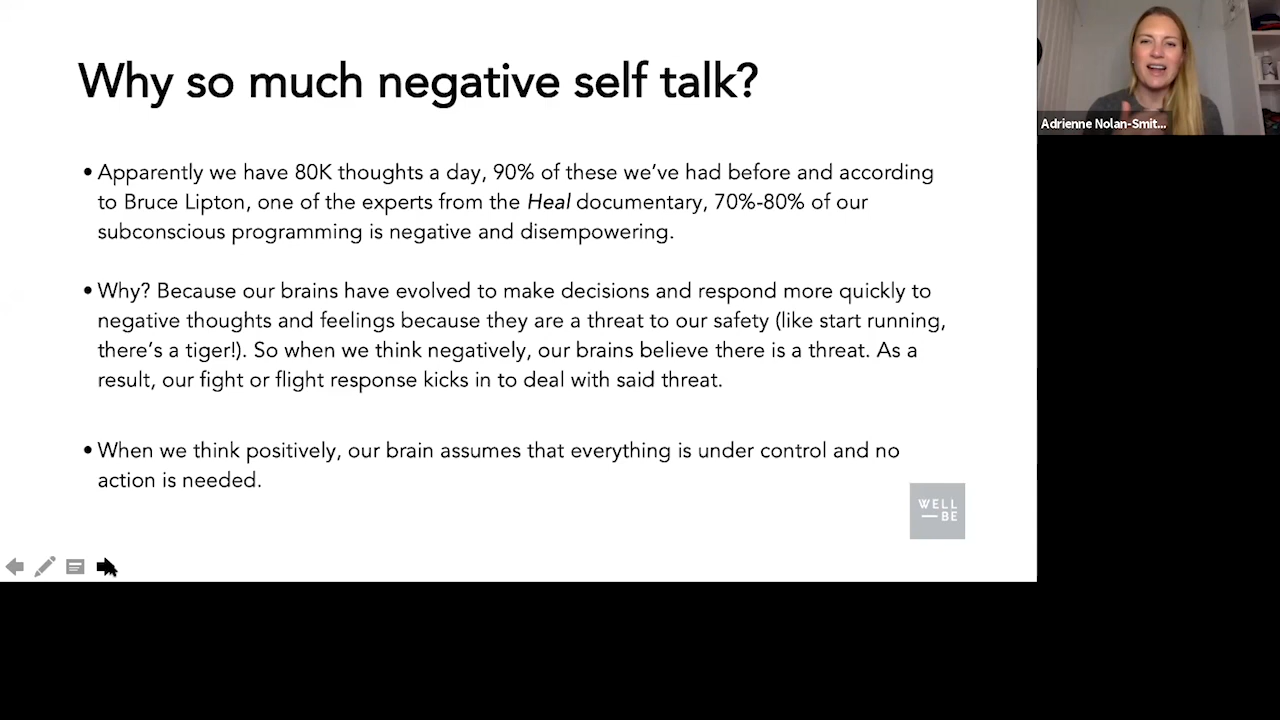 Why so much negative self talk?
• Apparently we have 80K thoughts a day, 90% of these we’ve had before and according
to Bruce Lipton, one of the experts from the Heal documentary, 70%-80% of our
subconscious programming is negative and disempowering.
• Why? Because our brains have evolved to make decisions and respond more quickly to
negative thoughts and feelings because they are a threat to our safety (like start running,
there’s a tiger!). So when we think negatively, our brains believe there is a threat. As a
result, our fight or flight response kicks in to deal with said threat.
• When we think positively, our brain assumes that everything is under control and no
action is needed.
WELL
—BE
Adrienne Nolan-Smit...